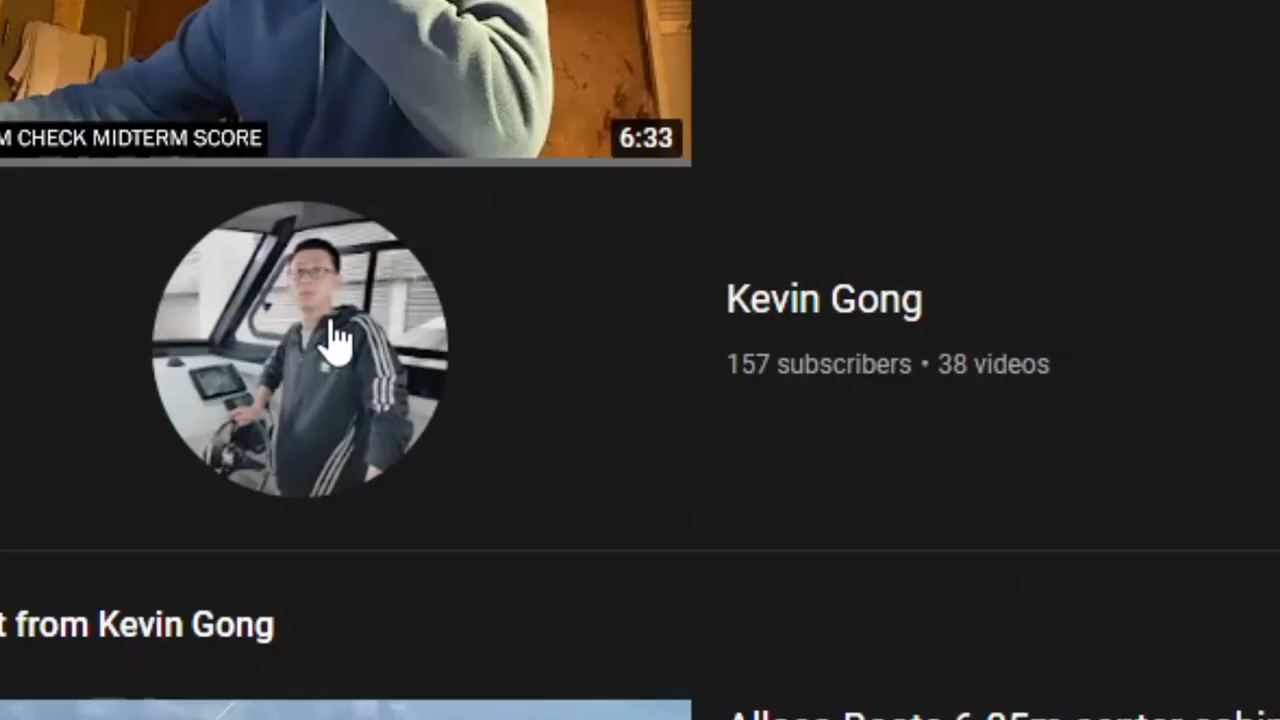 M CHECK MIDTERM SCORE
6:33
Kevin Gong
157 subscribers • 38 videos
t from Kevin Gong